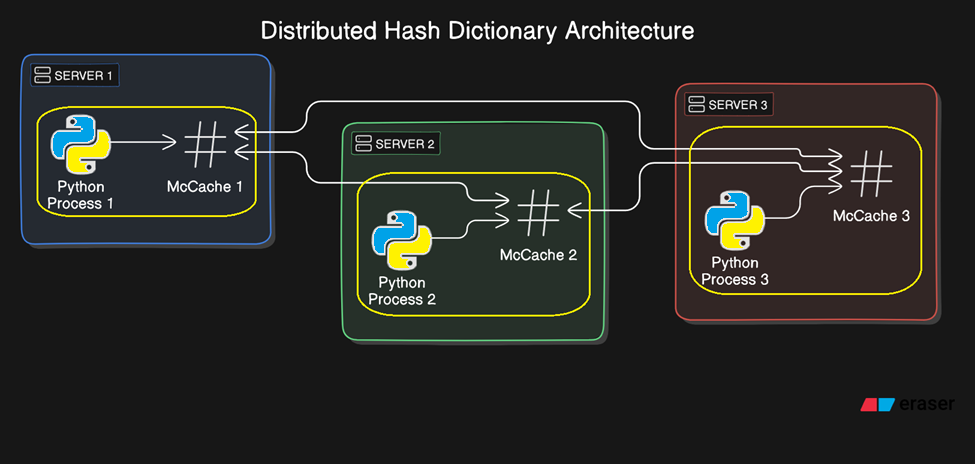 Distributed Hash Dictionary Architecture
SERVER 1
Python
Process 1
McCache 1
SERVER 2
Python
Process 2
McCache 2
SERVER 3
Python
Process 3
McCache 3
eraser